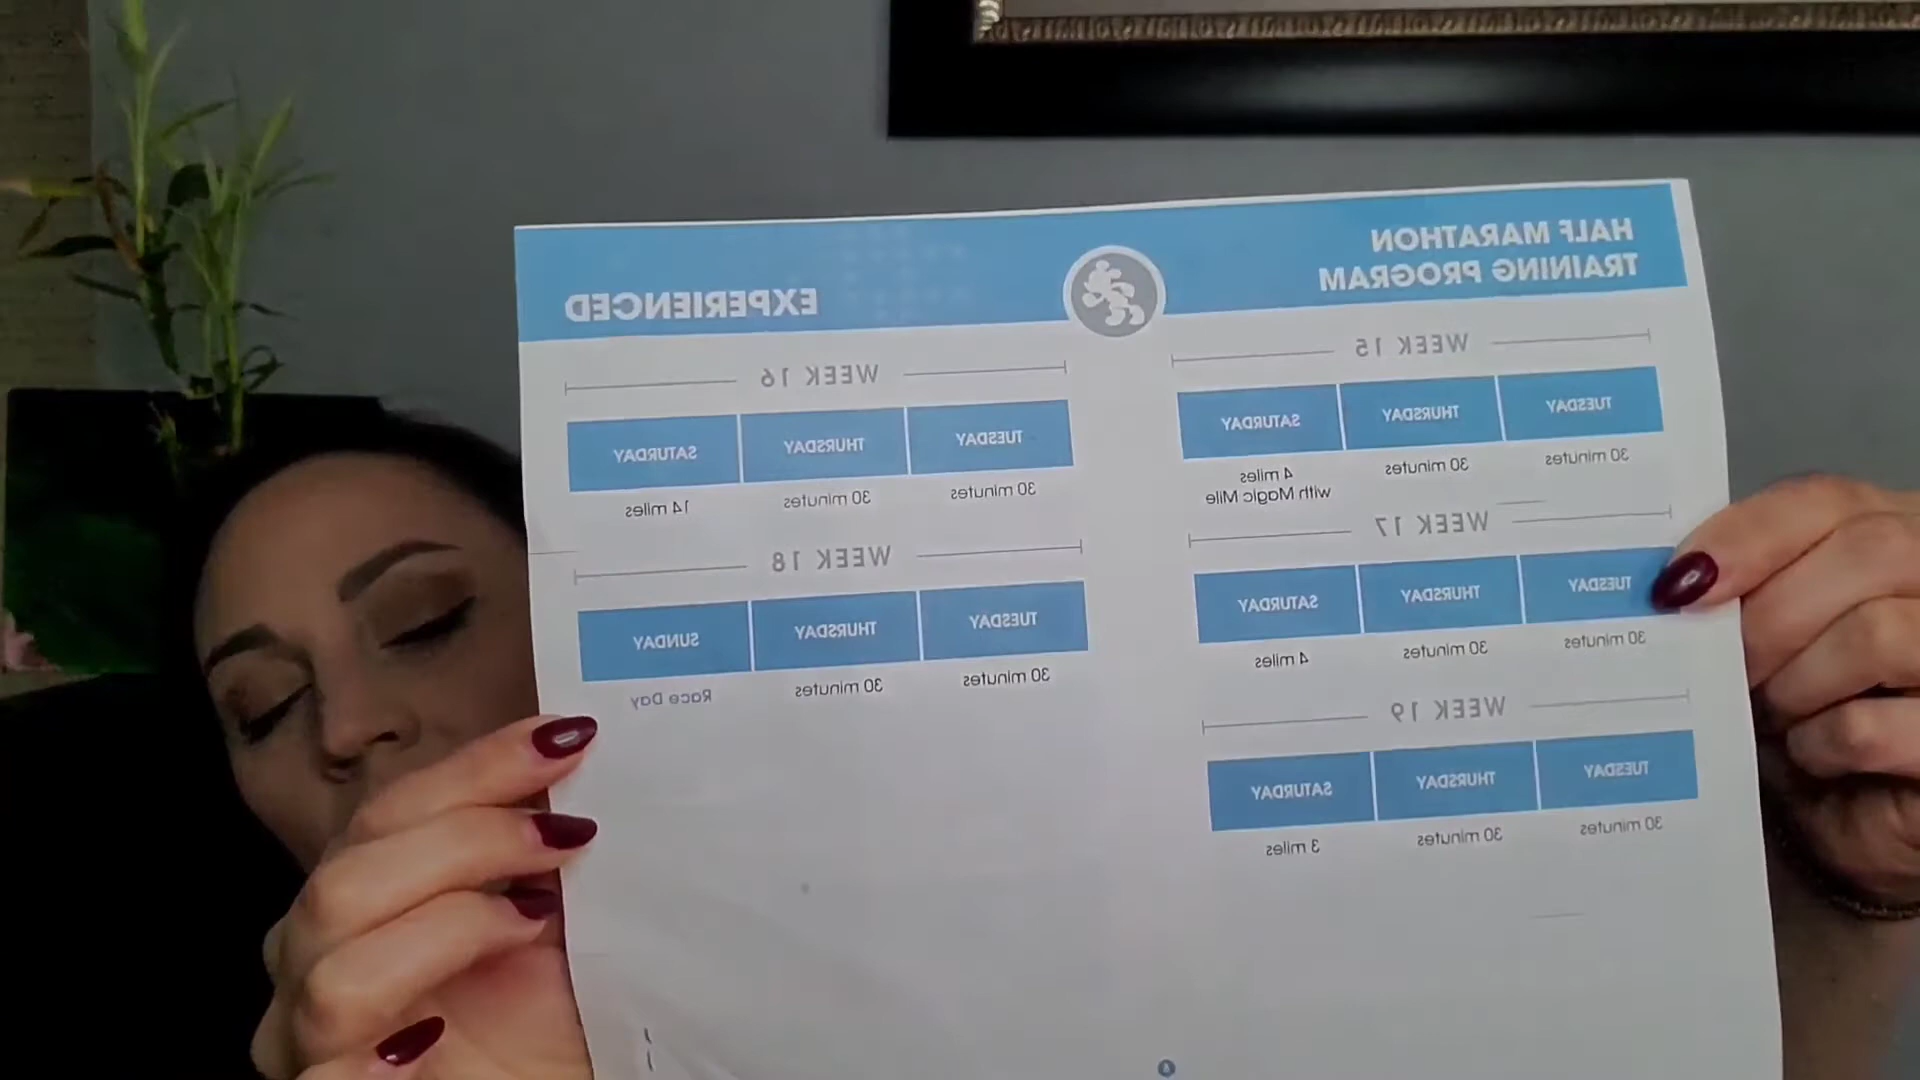 HALF MARATHON
TRAINING PROGRAM
EXPERIENCED
WEEK 15
TUESDAY THURSDAY SATURDAY
30 minutes 30 minutes 4 miles
with Magic Mile
WEEK 16
TUESDAY THURSDAY SATURDAY
30 minutes 30 minutes 14 miles
WEEK 17
TUESDAY THURSDAY SATURDAY
30 minutes 30 minutes 4 miles
WEEK 18
TUESDAY THURSDAY SUNDAY
30 minutes 30 minutes Race Day
WEEK 19
TUESDAY THURSDAY SATURDAY
30 minutes 30 minutes 3 miles